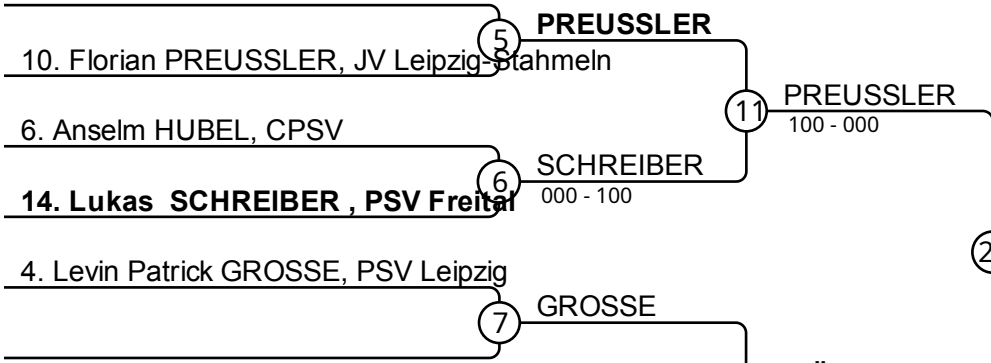 5
PREUSSLER
10. Florian PREUSSLER, JV Leipzig-Stahmeln
11
PREUSSLER
100 - 000
6. Anselm HUBEL, CPSV
6
SCHREIBER
000 - 100
14. Lukas SCHREIBER , PSV Freital
4. Levin Patrick GROSSE, PSV Leipzig
7
GROSSE